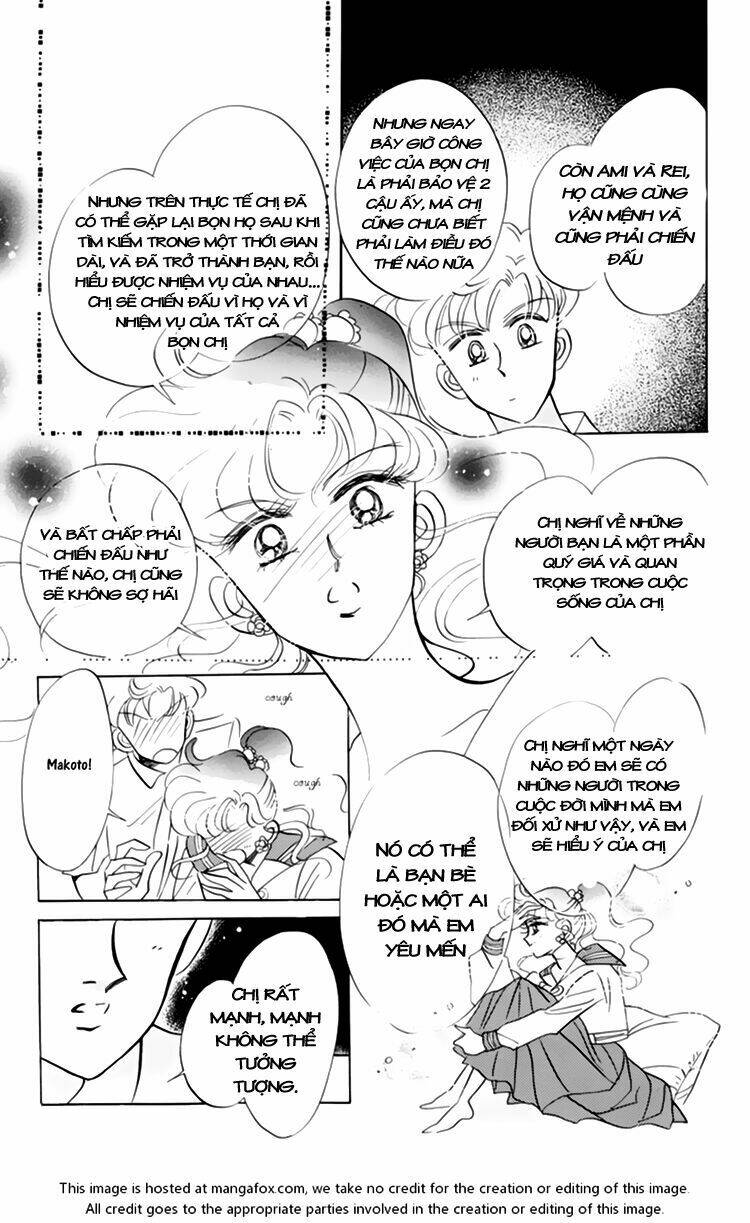 CÒN AMI VÀ REI,
HỌ CŨNG CÙNG
VẬN MỆNH VÀ
CŨNG PHẢI CHIẾN
ĐẤU
NHƯNG NGAY
BÂY GIỜ CÔNG
VIỆC CỦA BỌN CHỊ
LÀ PHẢI BẢO VỆ 2
CẬU ẤY, MÀ CHỊ
CŨNG CHƯA BIẾT
PHẢI LÀM ĐIỀU ĐÓ
THẾ NÀO NỮA
NHƯNG TRÊN THỰC TẾ CHỊ ĐÃ
CÓ THỂ GẶP LẠI BỌN HỌ SAU KHI
TÌM KIẾM TRONG MỘT THỚI GIAN
DÀI, VÀ ĐÃ TRỞ THÀNH BẠN, RỒI
HIỂU ĐƯỢC NHIỆM VỤ CỦA NHAU...
CHỊ SẼ CHIẾN ĐẤU VÌ HỌ VÀ VÌ
NHIỆM VỤ CỦA TẤT CẢ
BỌN CHỊ
CHỊ NGHĨ VỀ NHỮNG
NGƯỜI BẠN LÀ MỘT PHẦN
QUÝ GIÁ VÀ QUAN
TRỌNG TRONG CUỘC
SỐNG CỦA CHỊ
VÀ BẤT CHẤP PHẢI
CHIẾN ĐẤU NHƯ
THẾ NÀO, CHỊ CŨNG
SẼ KHÔNG SỢ HÃI
CHỊ NGHĨ MỘT NGÀY
NÀO ĐÓ EM SẼ CÓ
NHỮNG NGƯỜI TRONG
CUỘC ĐỜI MÌNH MÀ EM
ĐỐI XỬ NHƯ VẬY, VÀ EM
SẼ HIỂU Ý CỦA CHỊ
NÓ CÓ THỂ
LÀ BẠN BÈ
HOẶC MỘT AI
ĐÓ MÀ EM
YÊU MẾN
cough
cough
Makoto!
CHỊ RẤT
MẠNH, MẠNH
KHÔNG THỂ
TƯỞNG
TƯỢNG.
This image is hosted at mangafox.com, we take no credit for the creation or editing of this image.
All credit goes to the appropriate parties involved in the creation or editing of this image.